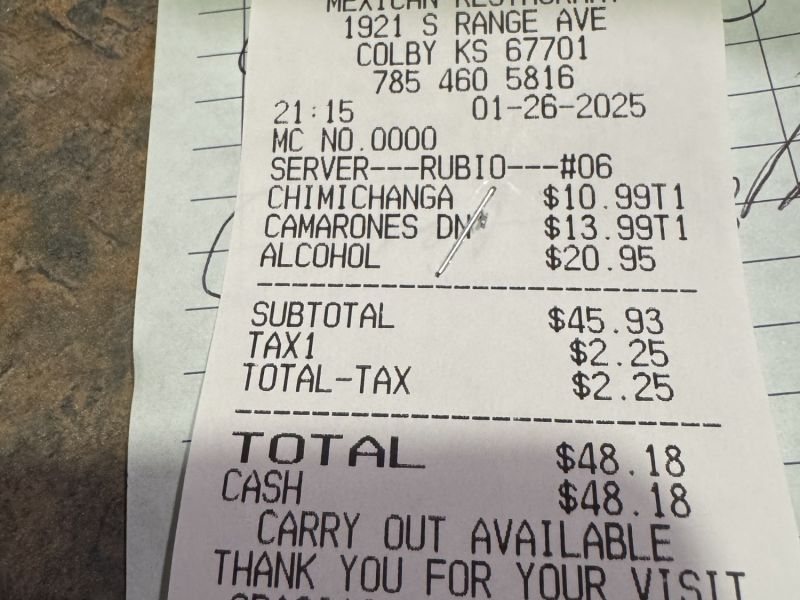 MEXICAN RESTAURANT
1921 S RANGE AVE
COLBY KS 67701
785 460 5816
21:15 01-26-2025
MC NO.0000
SERVER---RUBIO---#06
CHIMICHANGA $10.99T1
CAMARONES DN $13.99T1
ALCOHOL $20.95
SUBTOTAL $45.93
TAX1 $2.25
TOTAL-TAX $2.25
TOTAL $48.18
CASH $48.18
CARRY OUT AVAILABLE
THANK YOU FOR YOUR VISIT